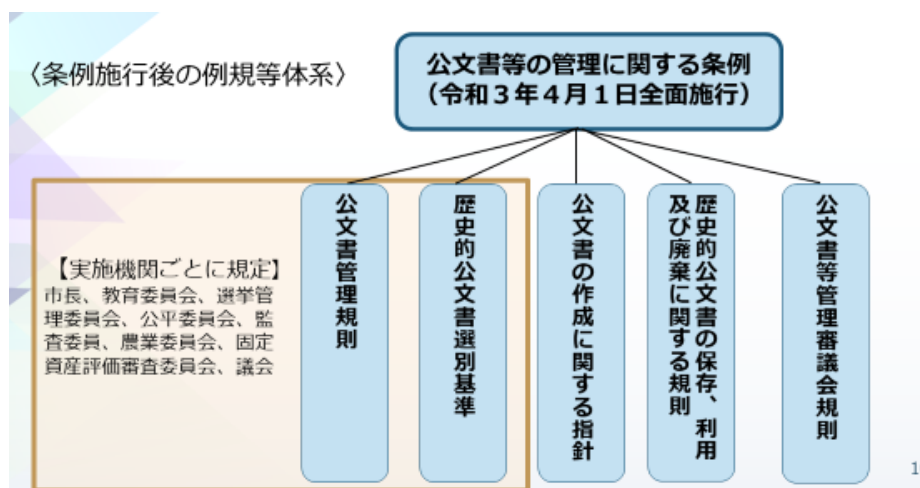 〈条例施行後の例規等体系〉
公文書等の管理に関する条例
（令和３年４月１日全面施行）
【実施機関ごとに規定】
市長、教育委員会、選挙管
理委員会、公平委員会、監
査委員、農業委員会、固定
資産評価審査委員会、議会
公文書管理規則
歴史的公文書選別基準
公文書の作成に関する指針
歴史的公文書の保存、利用
及び廃棄に関する規則
公文書等管理審議会規則
1